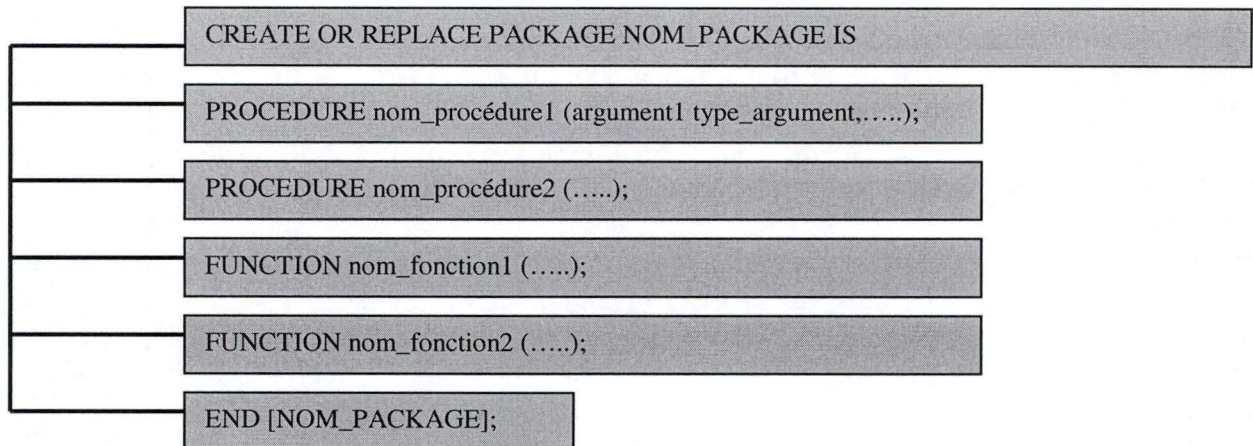 CREATE OR REPLACE PACKAGE NOM_PACKAGE IS
PROCEDURE nom_procédure1 (argument1 type_argument,…..);
PROCEDURE nom_procédure2 (…..);
FUNCTION nom_fonction1 (…..);
FUNCTION nom_fonction2 (…..);
END [NOM_PACKAGE];